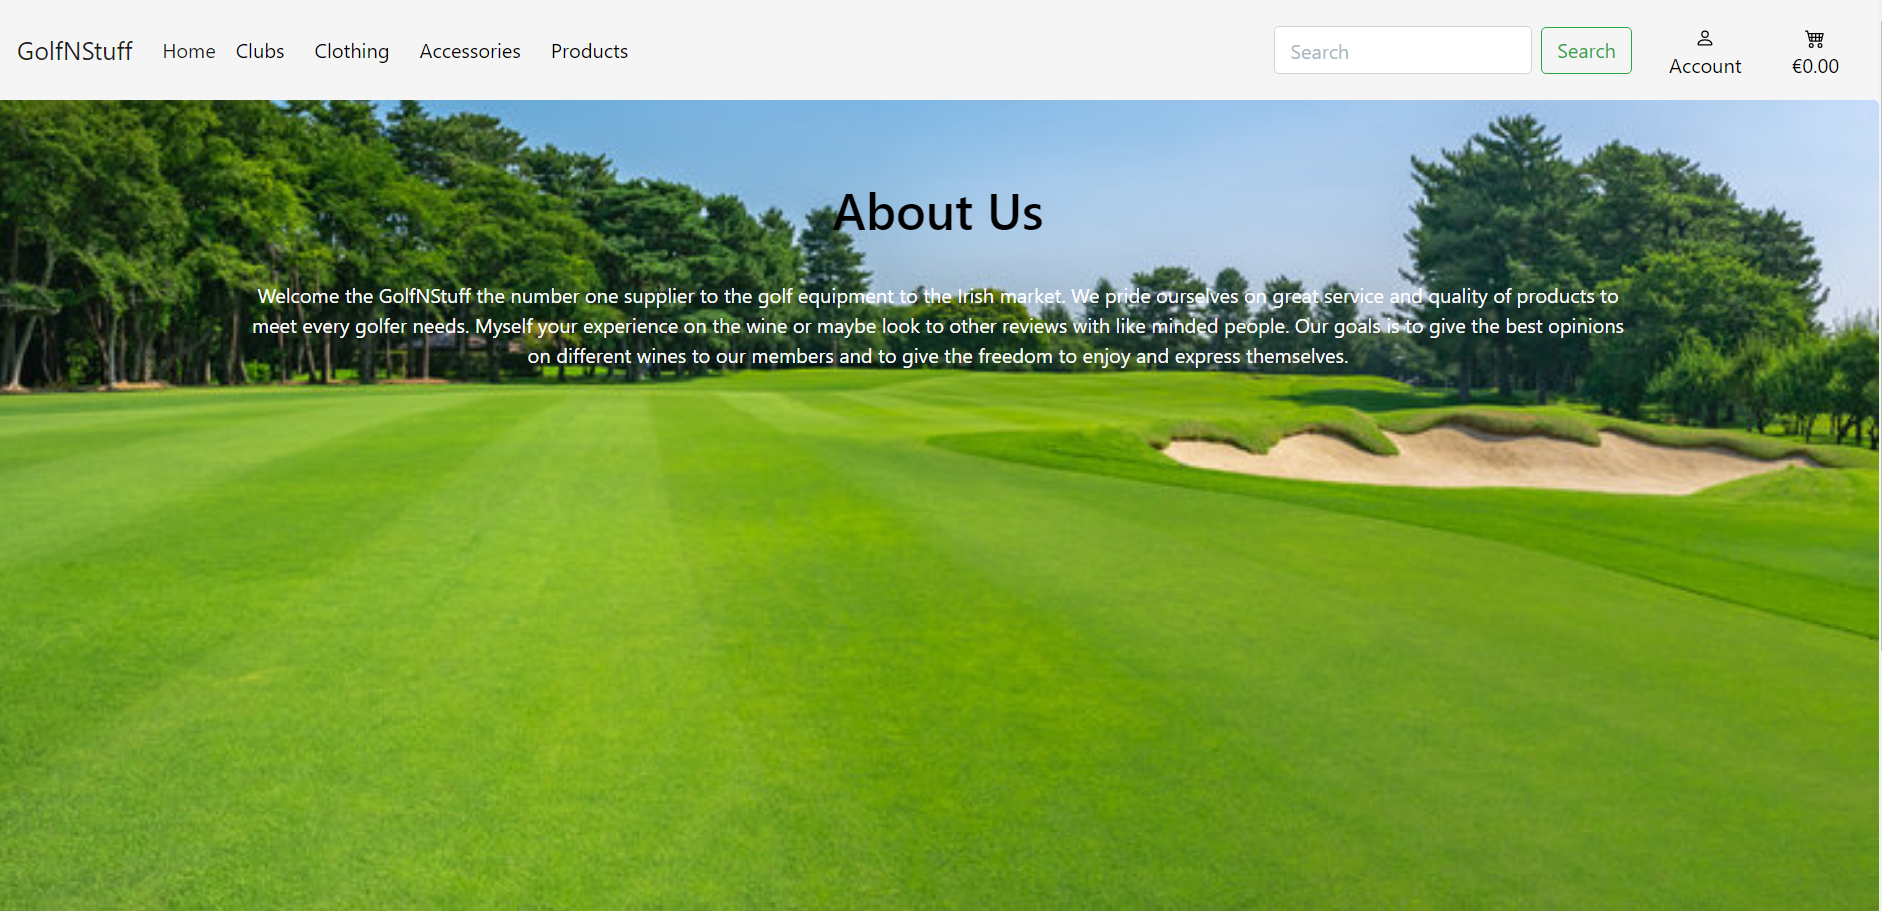 GolfNStuff Home Clubs Clothing Accessories Products Search Search Account €0.00
About Us
Welcome the GolfNStuff the number one supplier to the golf equipment to the Irish market. We pride ourselves on great service and quality of products to
meet every golfer needs. Myself your experience on the wine or maybe look to other reviews with like minded people. Our goals is to give the best opinions
on different wines to our members and to give the freedom to enjoy and express themselves.